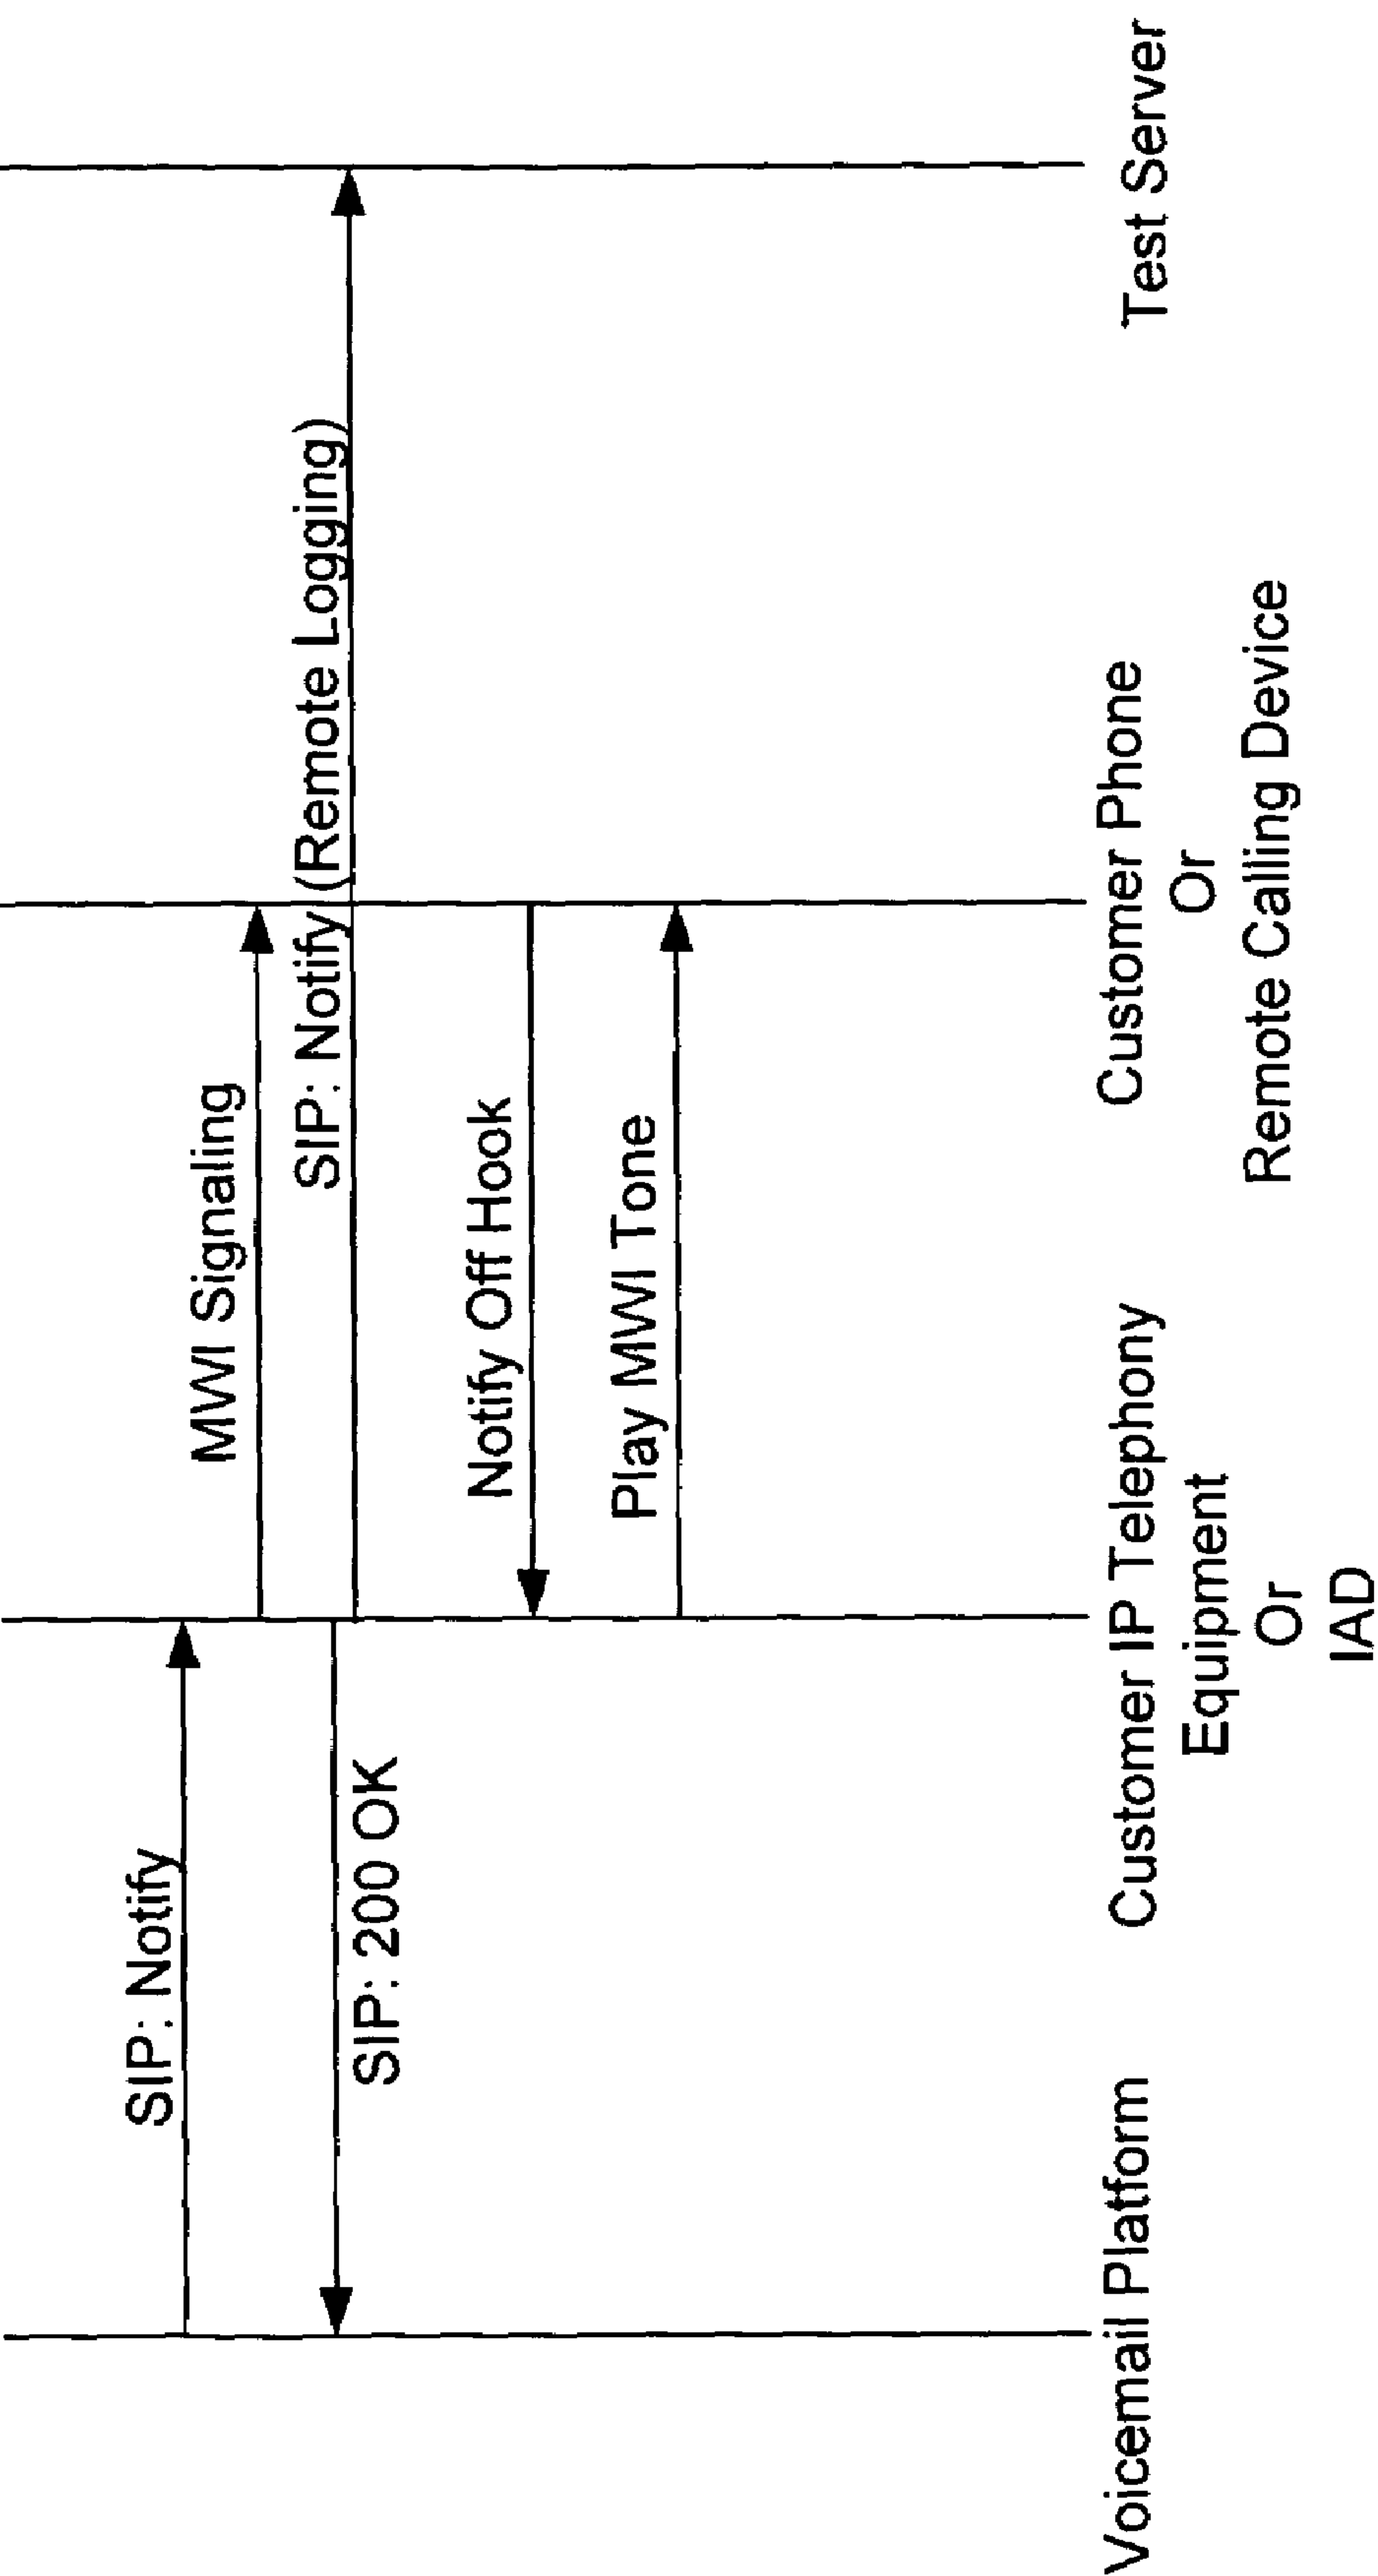 SIP: Notify
MWI Signaling
SIP: Notify (Remote Logging)
SIP: 200 OK
Notify Off Hook
Play MWI Tone
Voicemail Platform
Customer IP Telephony
Equipment
Or
IAD
Customer Phone
Or
Remote Calling Device
Test Server